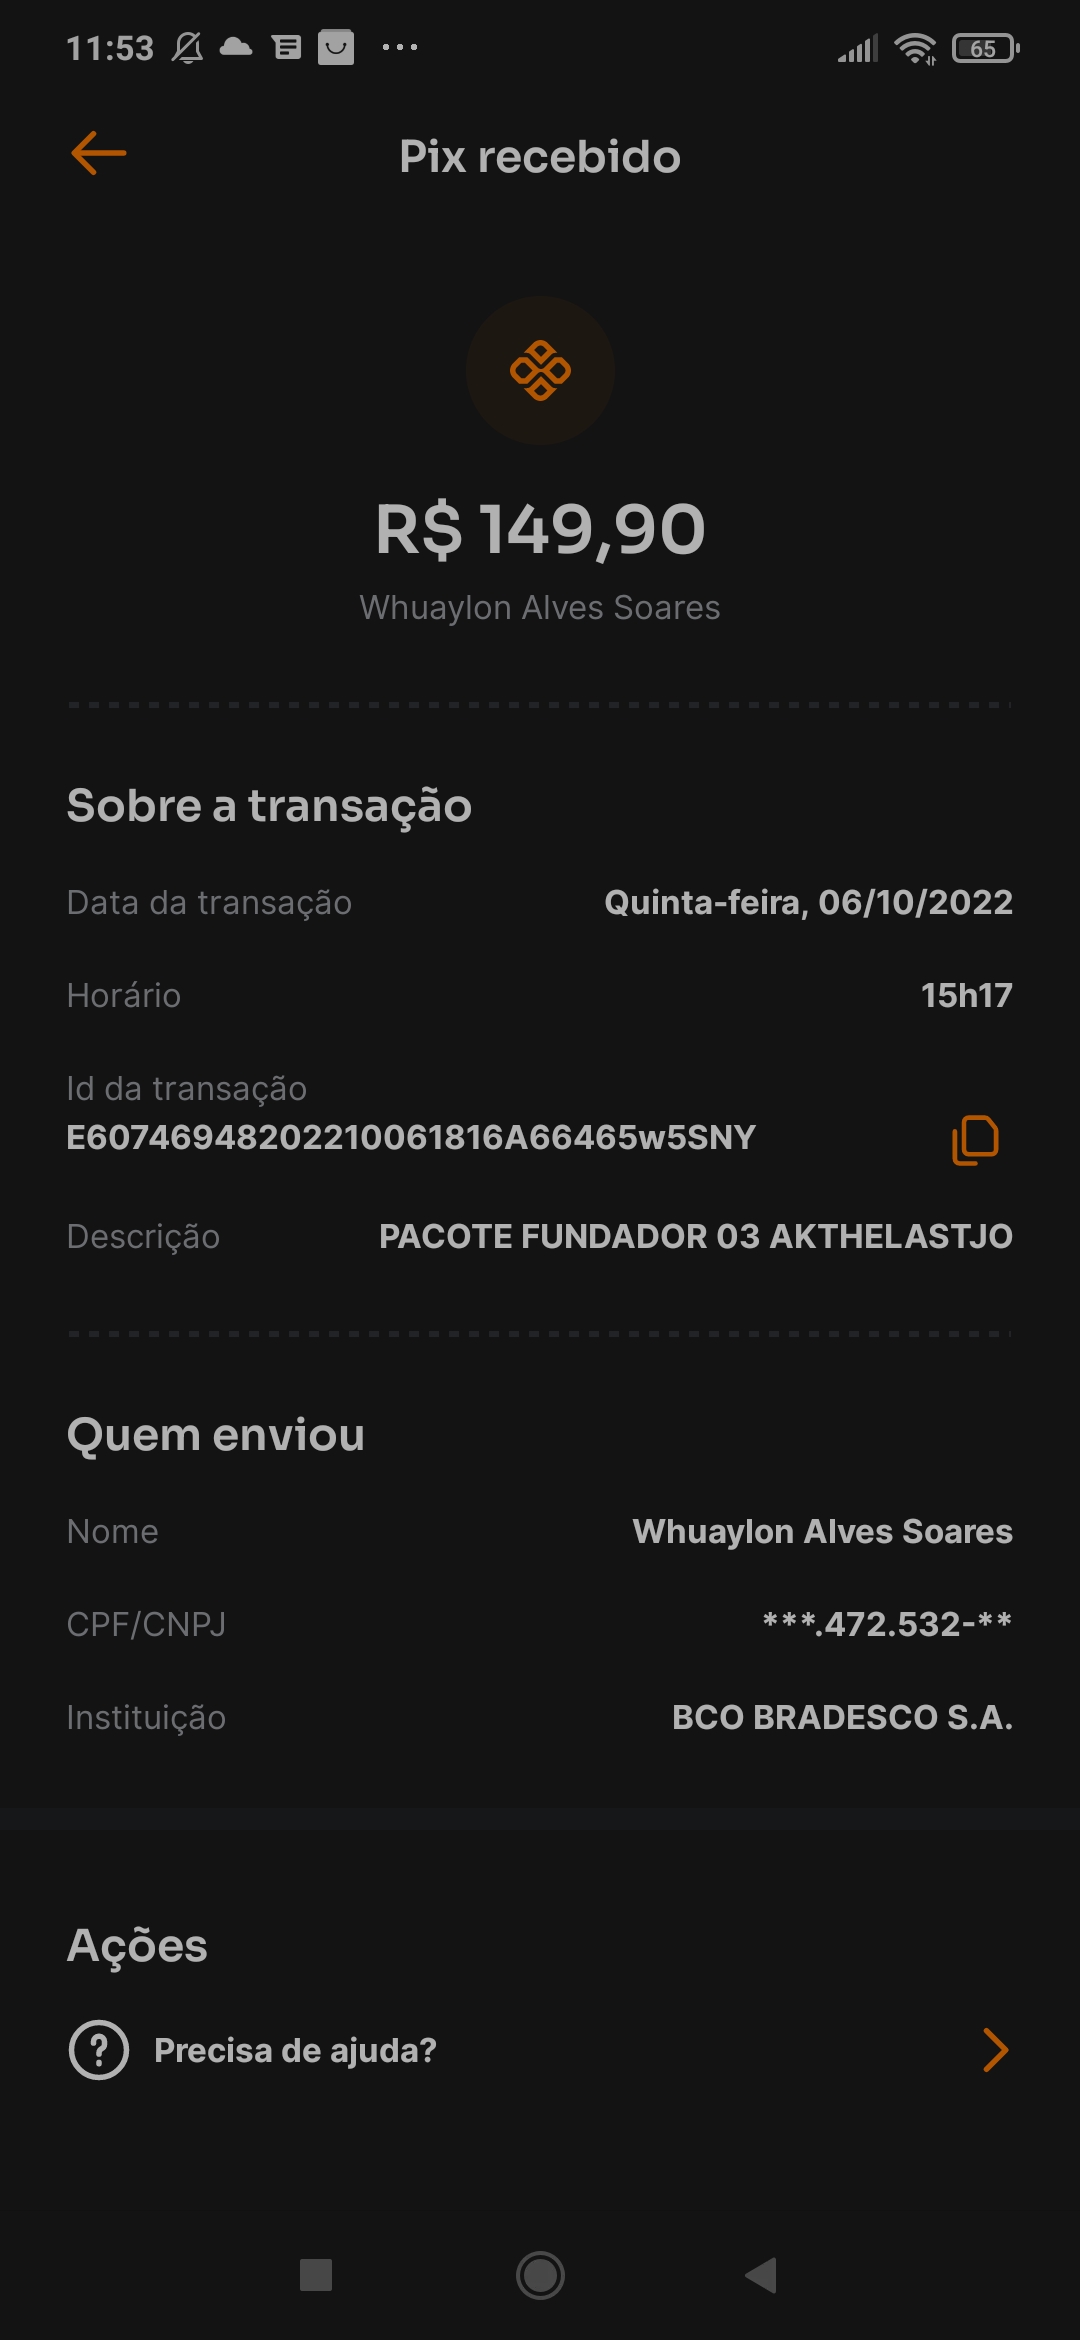 11:53
65
Pix recebido
R$ 149,90
Whuaylon Alves Soares
Sobre a transação
Data da transação Quinta-feira, 06/10/2022
Horário 15h17
Id da transação
E60746948202210061816A66465w5SNY
Descrição PACOTE FUNDADOR 03 AKTHELASTJO
Quem enviou
Nome Whuaylon Alves Soares
CPF/CNPJ ***.472.532-**
Instituição BCO BRADESCO S.A.
Ações
Precisa de ajuda?